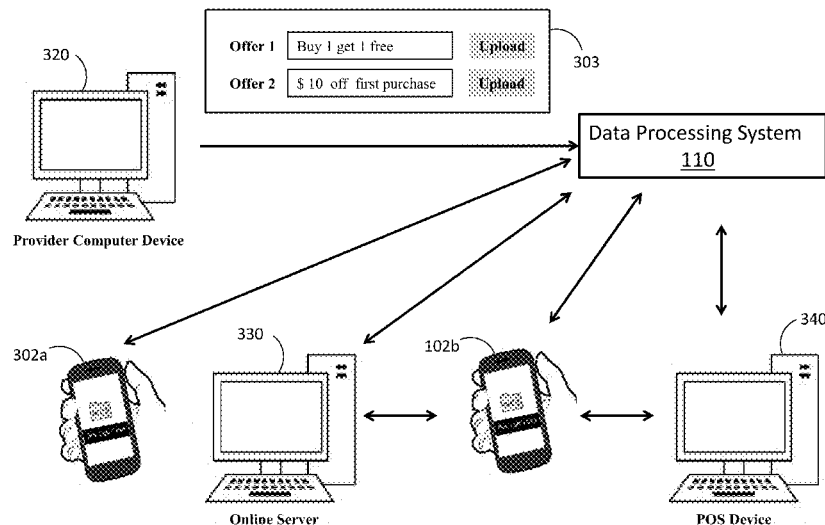 320
Offer 1 Buy 1 get 1 free Upload
303
Offer 2 $ 10 off first purchase Upload
Data Processing System
110
Provider Computer Device
302a
330
102b
340
Online Server
POS Device